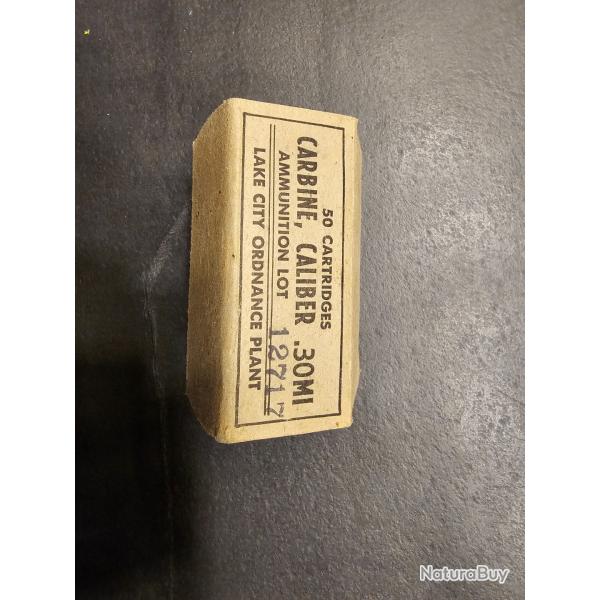 50 CARTRIDGES
CARBINE, CALIBER .30M1
AMMUNITION LOT 12717
LAKE CITY ORDNANCE PLANT
NaturaBuy